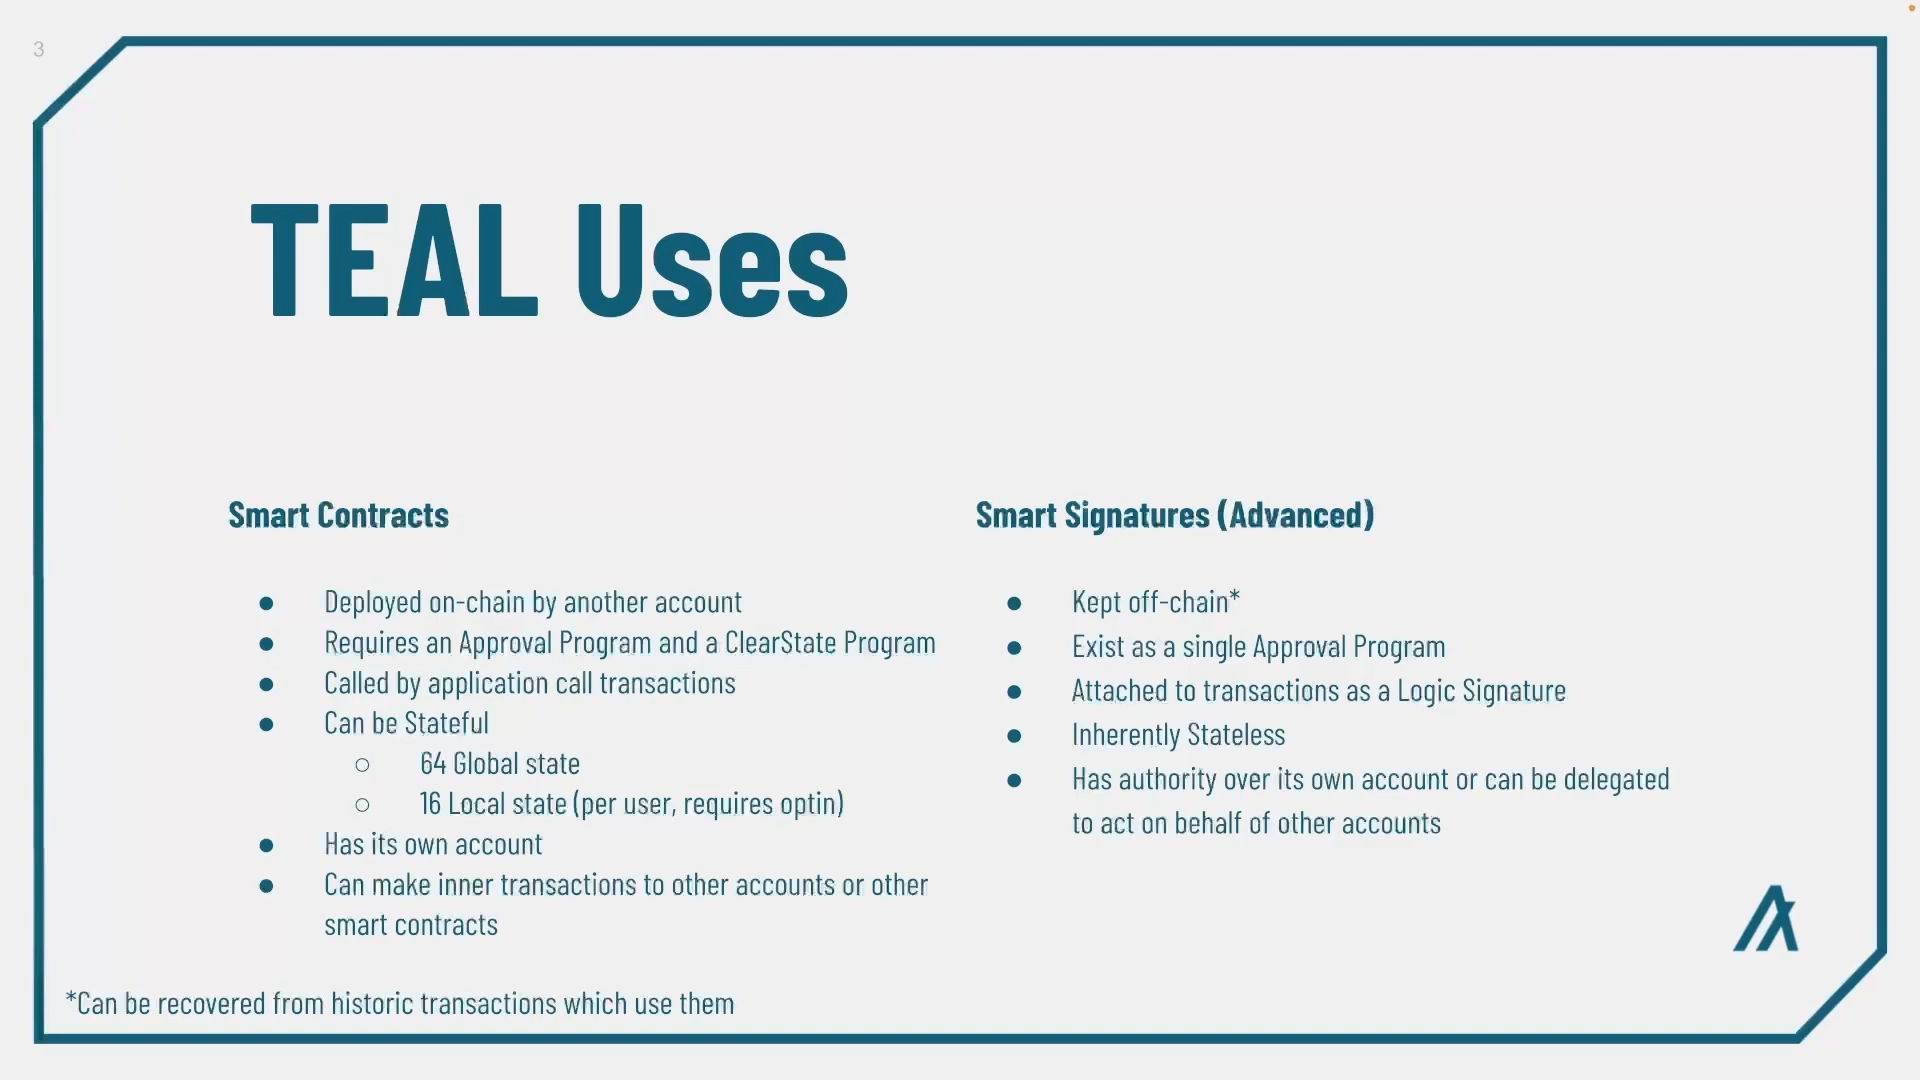 3
TEAL Uses
Smart Contracts
● Deployed on-chain by another account
● Requires an Approval Program and a ClearState Program
● Called by application call transactions
● Can be Stateful
○ 64 Global state
○ 16 Local state (per user, requires optin)
● Has its own account
● Can make inner transactions to other accounts or other
smart contracts
Smart Signatures (Advanced)
● Kept off-chain*
● Exist as a single Approval Program
● Attached to transactions as a Logic Signature
● Inherently Stateless
● Has authority over its own account or can be delegated
to act on behalf of other accounts
*Can be recovered from historic transactions which use them